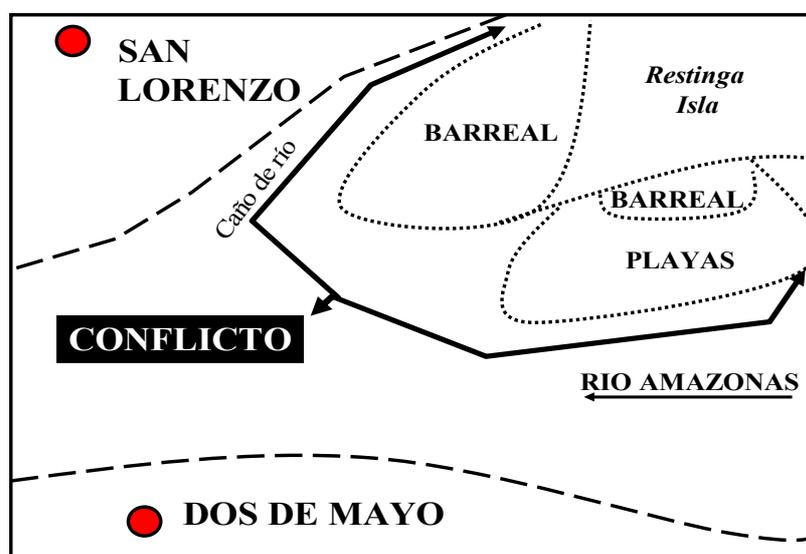 SAN
LORENZO
Restinga
Isla
BARREAL
Caño de río
BARREAL
PLAYAS
CONFLICTO
RIO AMAZONAS
DOS DE MAYO